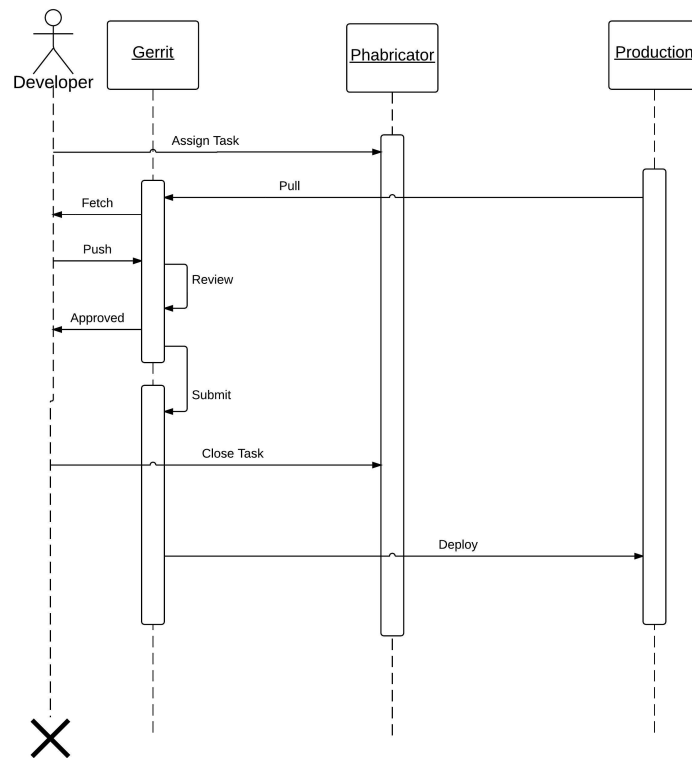 Developer
Gerrit
Phabricator
Production
Assign Task
Pull
Fetch
Push
Review
Approved
Submit
Close Task
Deploy